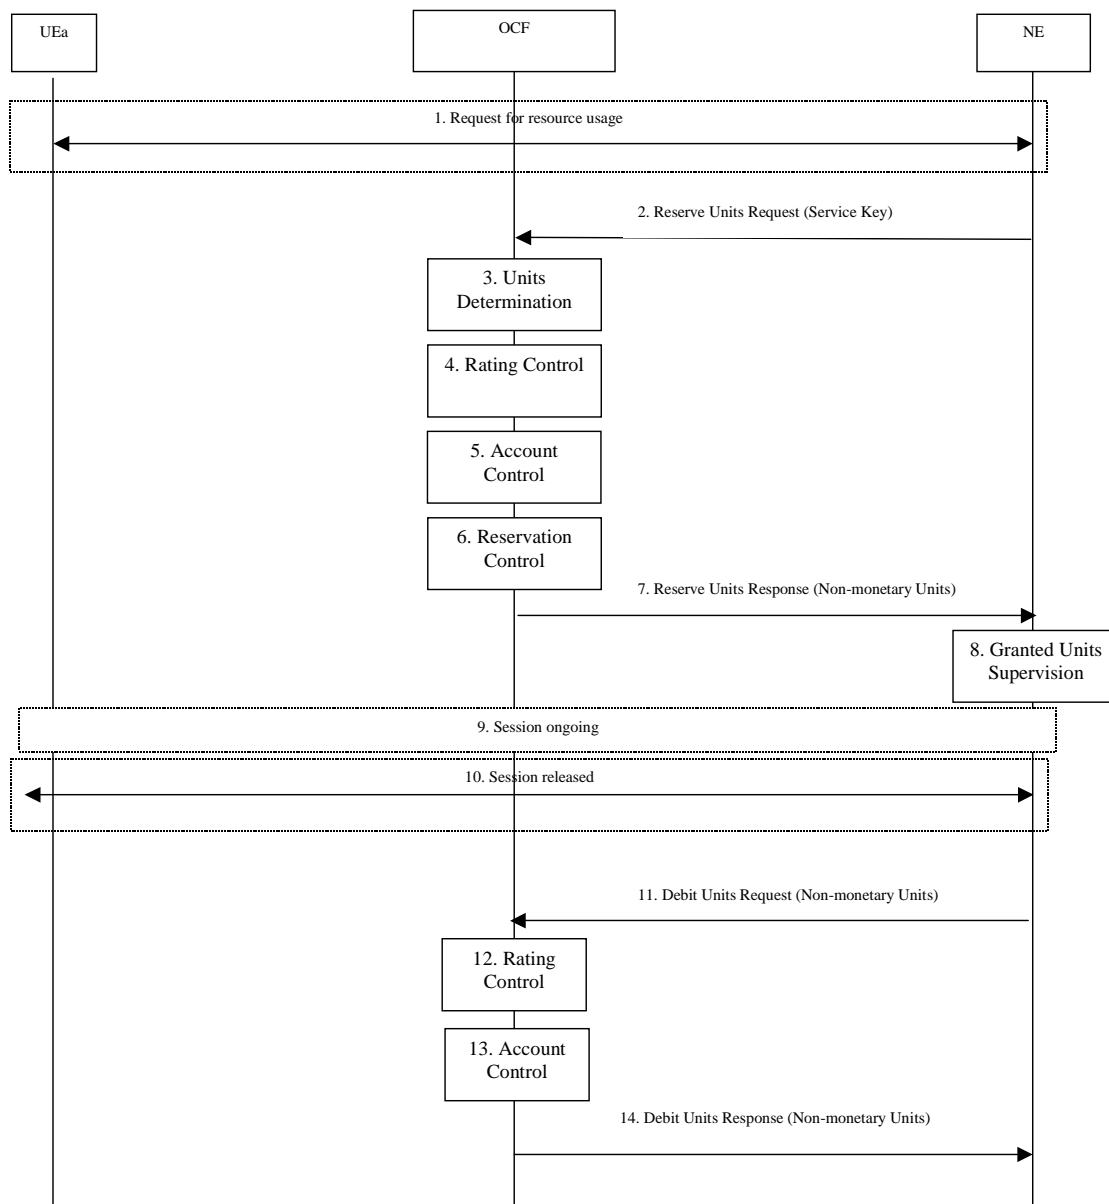 UEa
OCF
NE
1. Request for resource usage
2. Reserve Units Request (Service Key)
3. Units
Determination
4. Rating Control
5. Account
Control
6. Reservation
Control
7. Reserve Units Response (Non-monetary Units)
8. Granted Units
Supervision
9. Session ongoing
10. Session released
11. Debit Units Request (Non-monetary Units)
12. Rating
Control
13. Account
Control
14. Debit Units Response (Non-monetary Units)